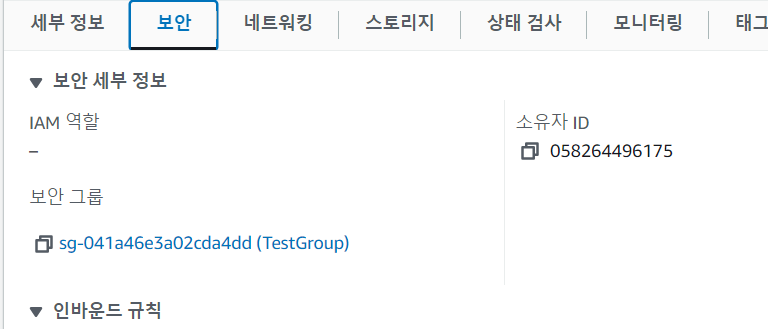 세부 정보 보안 네트워킹 스토리지 상태 검사 모니터링 태그
보안 세부 정보
IAM 역할
–
소유자 ID
058264496175
보안 그룹
sg-041a46e3a02cda4dd (TestGroup)
인바운드 규칙